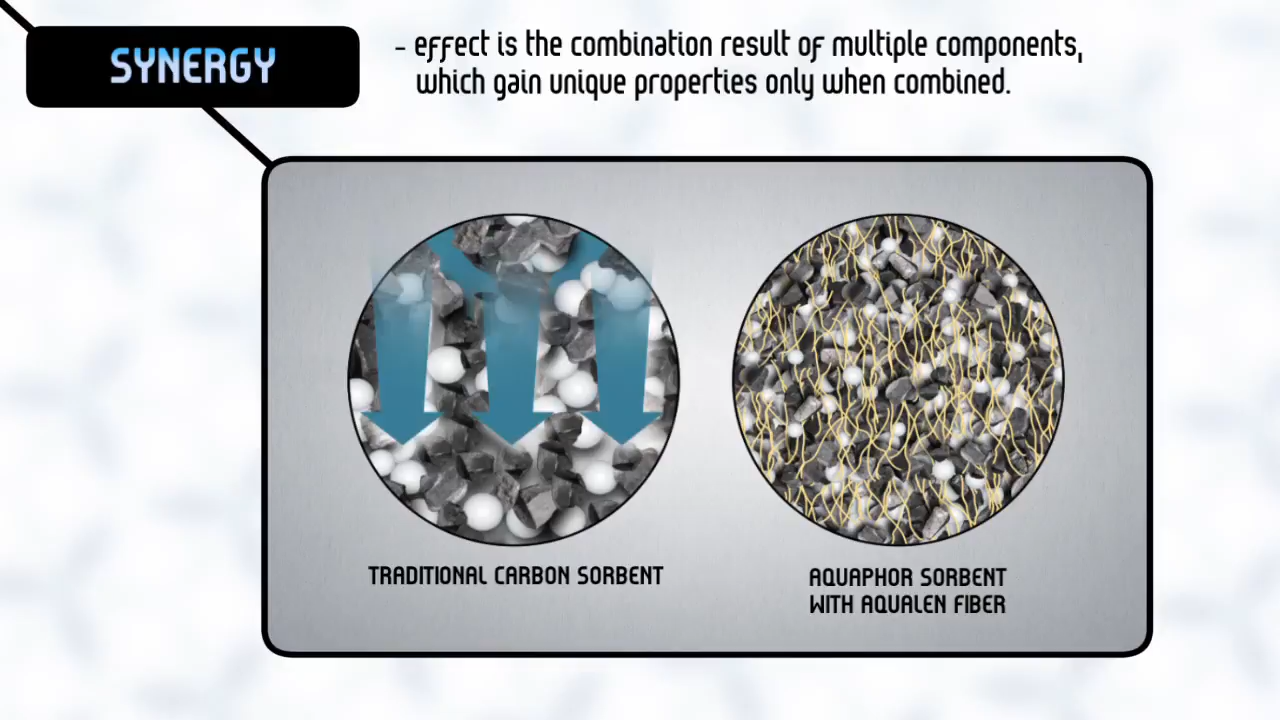 SYNERGY
- effect is the combination result of multiple components,
which gain unique properties only when combined.
TRADITIONAL CARBON SORBENT
AQUAPHOR SORBENT
WITH AQUALEN FIBER